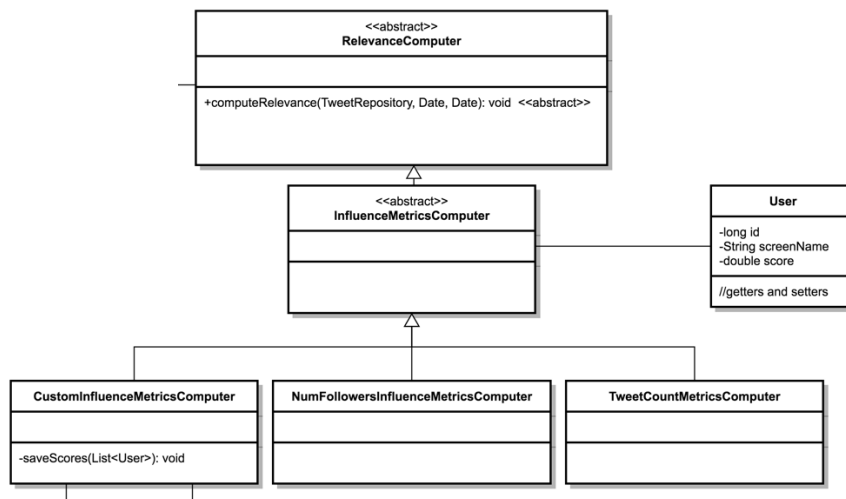 <<abstract>>
RelevanceComputer
+computeRelevance(TweetRepository, Date, Date): void <<abstract>>
<<abstract>>
InfluenceMetricsComputer
User
-long id
-String screenName
-double score
//getters and setters
CustomInfluenceMetricsComputer
-saveScores(List<User>): void
NumFollowersInfluenceMetricsComputer
TweetCountMetricsComputer